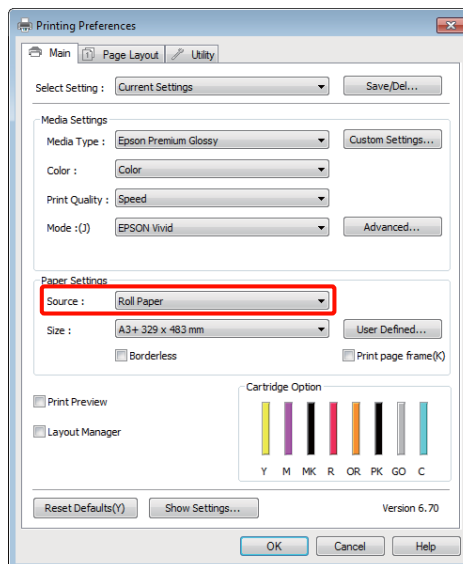 Printing Preferences
Main Page Layout Utility
Select Setting : Current Settings Save/Del...
Media Settings
Media Type : Epson Premium Glossy Custom Settings...
Color : Color
Print Quality : Speed
Mode :(J) EPSON Vivid Advanced...
Paper Settings
Source : Roll Paper
Size : A3+ 329 x 483 mm User Defined...
Borderless Print page frame(K)
Cartridge Option
Print Preview
Layout Manager
Y M MK R OR PK GO C
Reset Defaults(Y) Show Settings... Version 6.70
OK Cancel Help